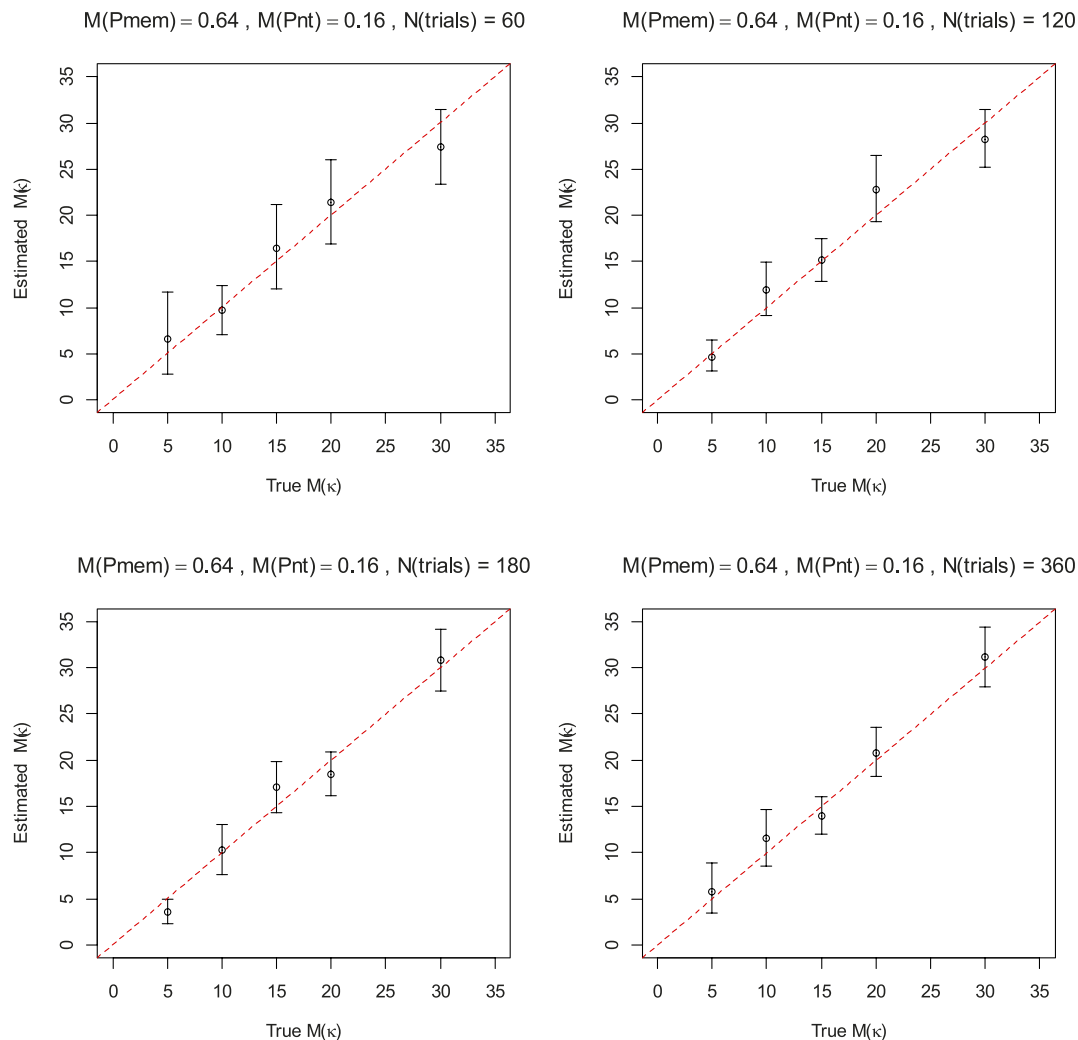 M(Pmem) = 0.64 , M(Pnt) = 0.16 , N(trials) = 60
35
30
25
20
15
10
5
0
Estimated M(κ)
0 5 10 15 20 25 30 35
True M(κ)
M(Pmem) = 0.64 , M(Pnt) = 0.16 , N(trials) = 120
35
30
25
20
15
10
5
0
Estimated M(κ)
0 5 10 15 20 25 30 35
True M(κ)
M(Pmem) = 0.64 , M(Pnt) = 0.16 , N(trials) = 180
35
30
25
20
15
10
5
0
Estimated M(κ)
0 5 10 15 20 25 30 35
True M(κ)
M(Pmem) = 0.64 , M(Pnt) = 0.16 , N(trials) = 360
35
30
25
20
15
10
5
0
Estimated M(κ)
0 5 10 15 20 25 30 35
True M(κ)